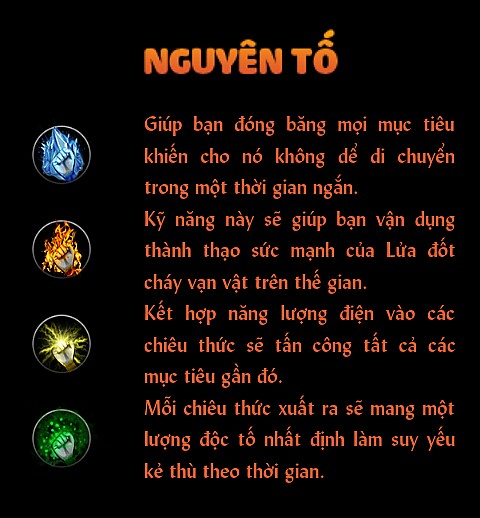 NGUYÊN TỐ
Giúp bạn đóng băng mọi mục tiêu
khiến cho nó không dể di chuyển
trong một thời gian ngắn.
Kỹ năng này sẽ giúp bạn vận dụng
thành thạo sức mạnh của Lửa đốt
cháy vạn vật trên thế gian.
Kết hợp năng lượng điện vào các
chiêu thức sẽ tấn công tất cả các
mục tiêu gần đó.
Mỗi chiêu thức xuất ra sẽ mang một
lượng độc tố nhất định làm suy yếu
kẻ thù theo thời gian.